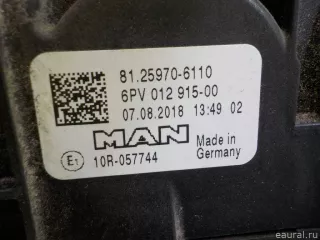 81.25970-6110
6PV 012 915-00
07.08.2018 13:49 02
MAN
Made in
Germany
E1 10R-057744
© eaural.ru